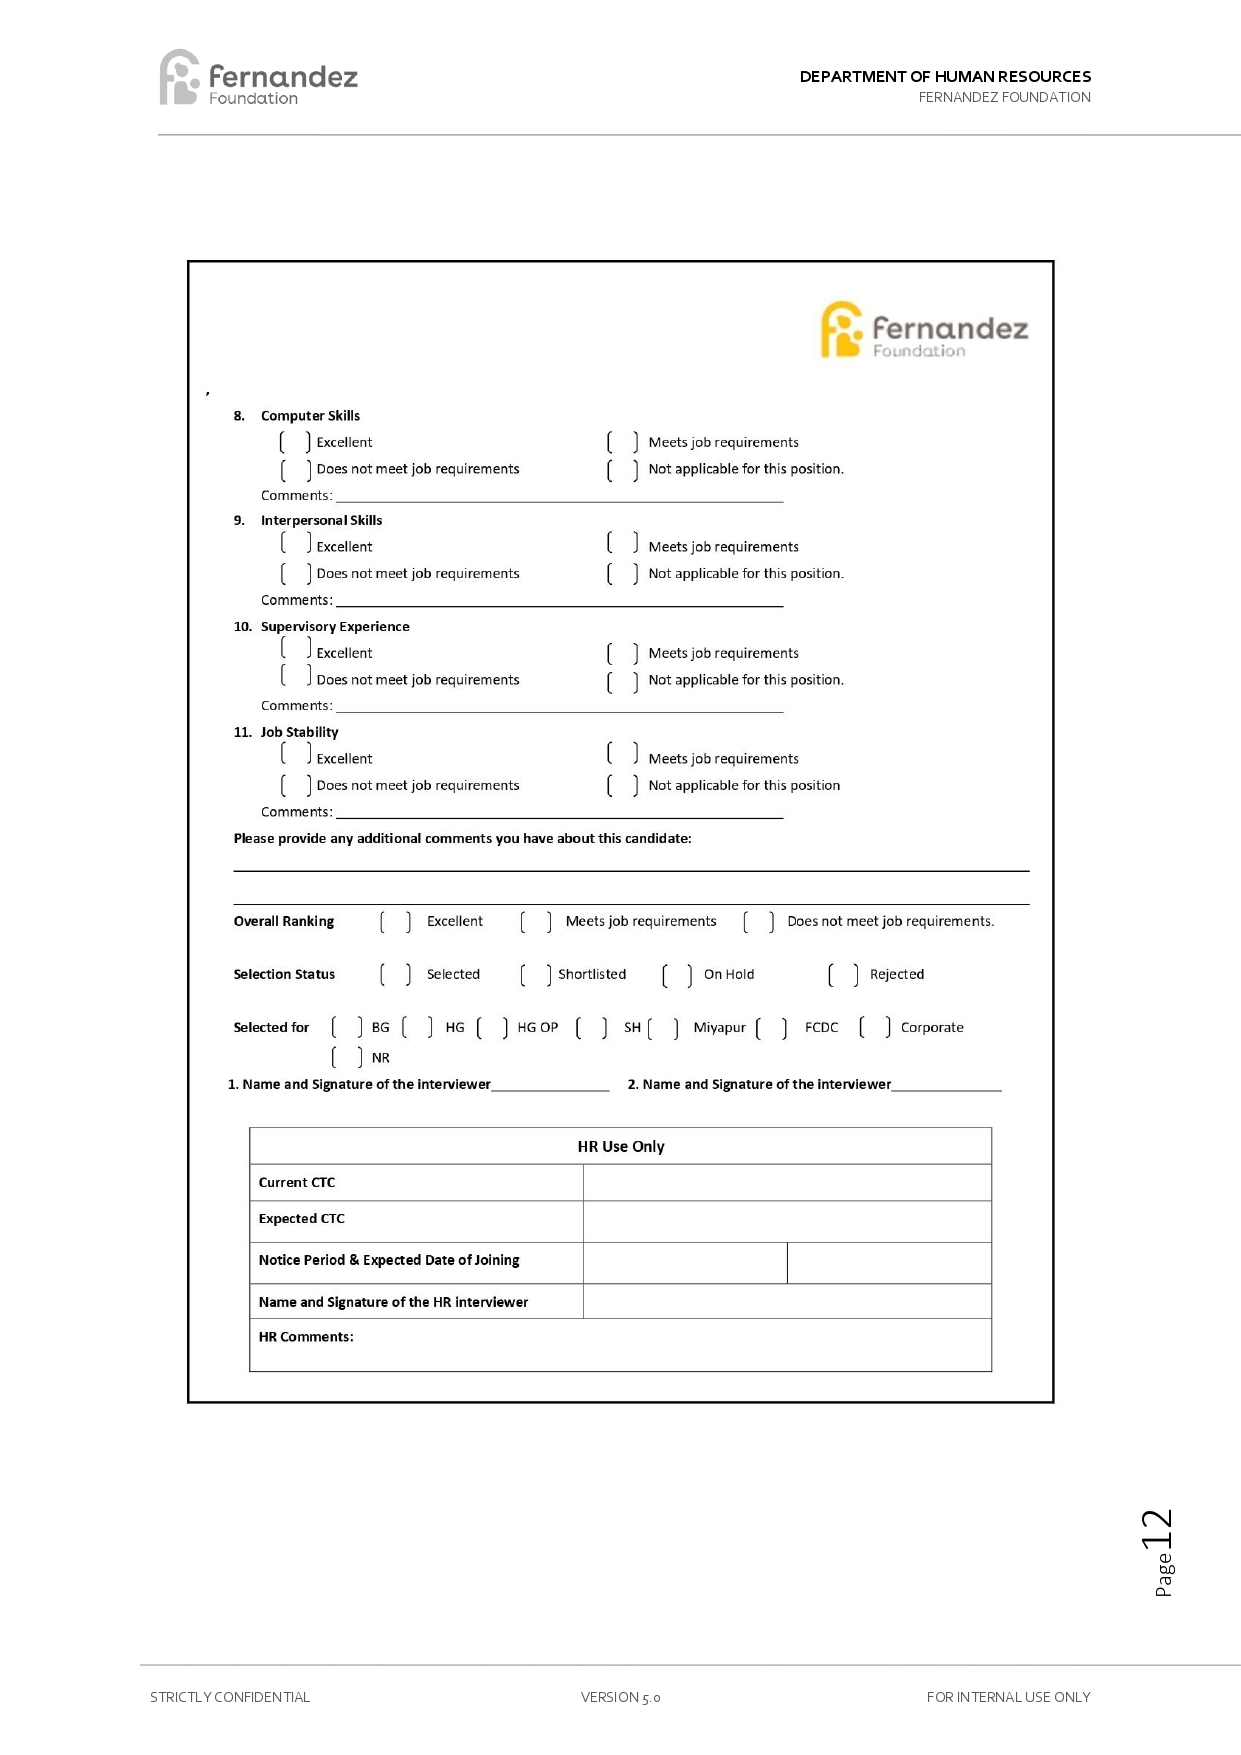 fernandez
Foundation
DEPARTMENT OF HUMAN RESOURCES
FERNANDEZ FOUNDATION
fernandez
Foundation
,
8. Computer Skills
[ ] Excellent [ ] Meets job requirements
[ ] Does not meet job requirements [ ] Not applicable for this position.
Comments: ____________________
9. Interpersonal Skills
[ ] Excellent [ ] Meets job requirements
[ ] Does not meet job requirements [ ] Not applicable for this position.
Comments: ____________________
10. Supervisory Experience
[ ] Excellent [ ] Meets job requirements
[ ] Does not meet job requirements [ ] Not applicable for this position.
Comments: ____________________
11. Job Stability
[ ] Excellent [ ] Meets job requirements
[ ] Does not meet job requirements [ ] Not applicable for this position
Comments: ____________________
Please provide any additional comments you have about this candidate:
Overall Ranking [ ] Excellent [ ] Meets job requirements [ ] Does not meet job requirements.
Selection Status [ ] Selected [ ] Shortlisted [ ] On Hold [ ] Rejected
Selected for [ ] BG [ ] HG [ ] HG OP [ ] SH [ ] Miyapur [ ] FCDC [ ] Corporate
[ ] NR
1. Name and Signature of the interviewer_______________ 2. Name and Signature of the interviewer______________
HR Use Only
Current CTC
Expected CTC
Notice Period & Expected Date of Joining
Name and Signature of the HR interviewer
HR Comments:
Page12
STRICTLY CONFIDENTIAL VERSION 5.0 FOR INTERNAL USE ONLY